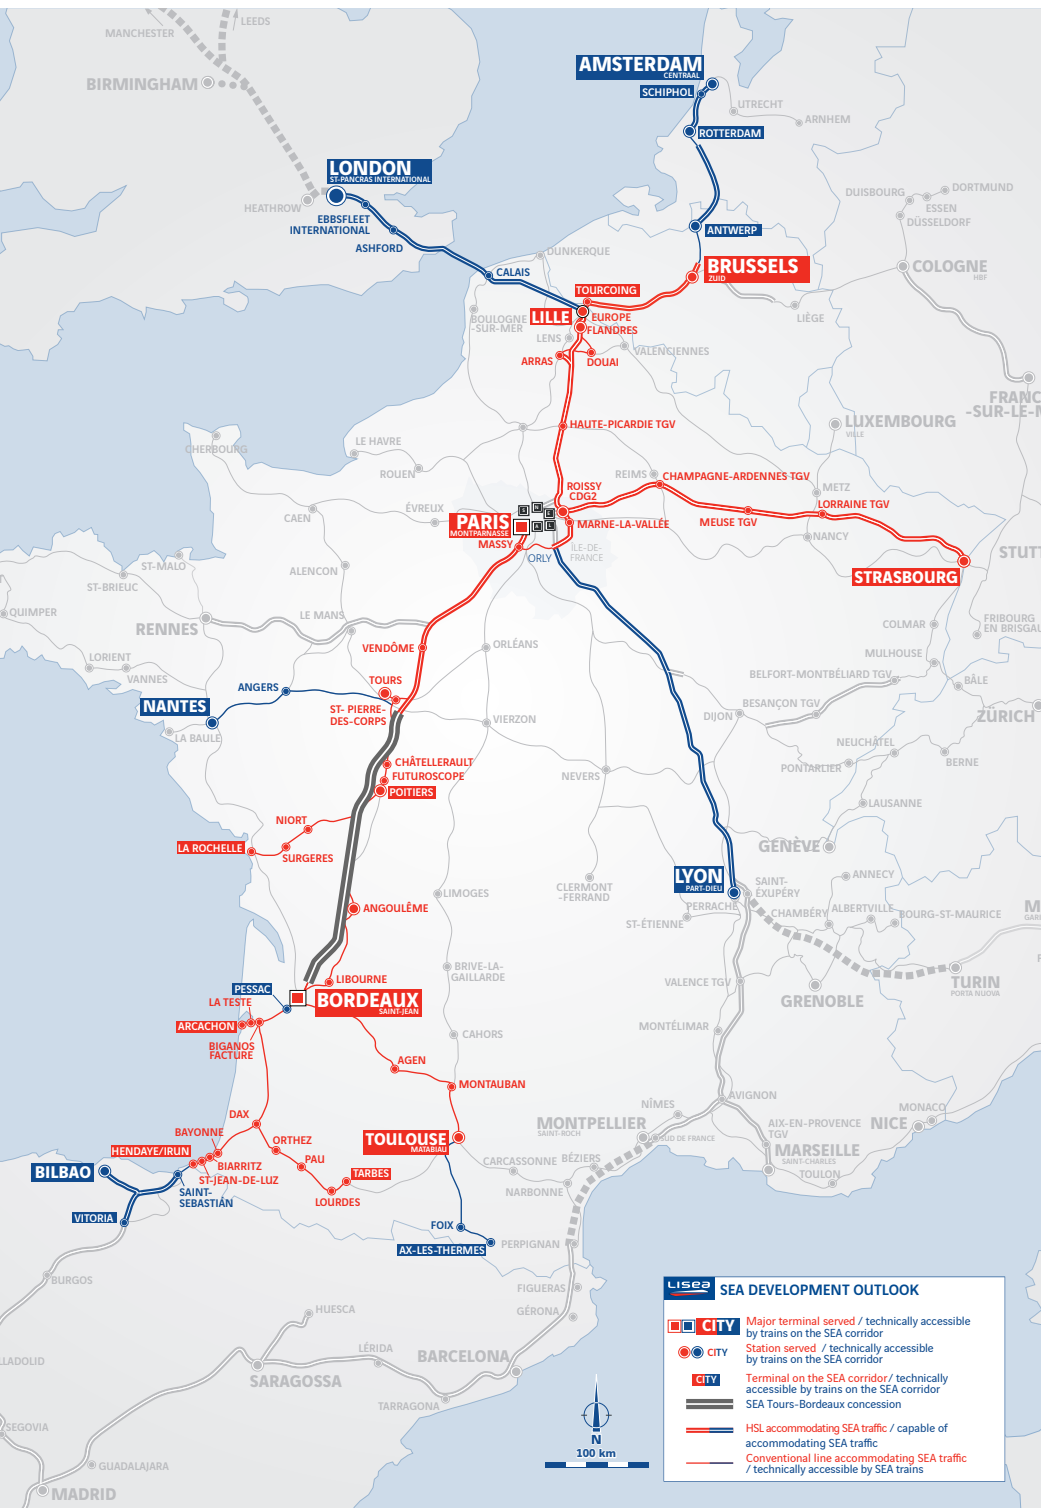 LEEDS
MANCHESTER
BIRMINGHAM
AMSTERDAM
CENTRAAL
SCHIPHOL
UTRECHT
ARNHEM
ROTTERDAM
LONDON
ST-PANCRAS INTERNATIONAL
HEATHROW
EBBSFLEET
INTERNATIONAL
ASHFORD
DUISBOURG
DORTMUND
ESSEN
DÜSSELDORF
ANTWERP
DUNKERQUE
CALAIS
BRUSSELS
ZUID
COLOGNE
HBF
TOURCOING
LILLE
EUROPE
FLANDRES
BOULOGNE
-SUR-MER
LENS
LIÈGE
VALENCIENNES
ARRAS
DOUAI
FRANC
-SUR-LE-M
LUXEMBOURG
VILLE
HAUTE-PICARDIE TGV
LE HAVRE
CHERBOURG
ROUEN
REIMS
CHAMPAGNE-ARDENNES TGV
METZ
ROISSY
CDG2
LORRAINE TGV
CAEN
ÉVREUX
PARIS
MONTPARNASSE
MARNE-LA-VALLÉE
MEUSE TGV
NANCY
MASSY
ORLY
ÎLE-DE-
FRANCE
STUTT
STRASBOURG
ST-MALO
ST-BRIEUC
ALENCON
QUIMPER
RENNES
LE MANS
COLMAR
FRIBOURG
EN BRISGAU
ORLÉANS
VENDÔME
LORIENT
VANNES
MULHOUSE
BELFORT-MONTBÉLIARD TGV
BÂLE
ANGERS
TOURS
NANTES
ST- PIERRE-
DES-CORPS
VIERZON
DIJON
BESANÇON TGV
ZÜRICH
LA BAULE
NEUCHÂTEL
BERNE
PONTARLIER
CHÂTELLERAULT
FUTUROSCOPE
POITIERS
NEVERS
LAUSANNE
NIORT
LA ROCHELLE
SURGERES
GENÈVE
LYON
PART-DIEU
SAINT-
ÉXUPÉRY
ANNECY
CLERMONT
-FERRAND
LIMOGES
PERRACHE
ANGOULÊME
ST-ÉTIENNE
CHAMBÉRY
ALBERTVILLE
BOURG-ST-MAURICE
M
GARI
BRIVE-LA-
GAILLARDE
LIBOURNE
VALENCE TGV
TURIN
PORTA NUOVA
PESSAC
BORDEAUX
SAINT-JEAN
GRENOBLE
LA TESTE
ARCACHON
BIGANOS
FACTURE
CAHORS
MONTÉLIMAR
AGEN
MONTAUBAN
AVIGNON
NÎMES
MONACO
DAX
BAYONNE
MONTPELLIER
SAINT-ROCH
SUD DE FRANCE
AIX-EN-PROVENCE
TGV
NICE
ORTHEZ
TOULOUSE
MATABIAU
HENDAYE/IRUN
MARSEILLE
SAINT-CHARLES
PAU
CARCASSONNE
BÉZIERS
BILBAO
BIARRITZ
TARBES
TOULON
ST-JEAN-DE-LUZ
SAINT-
SEBASTIÁN
LOURDES
NARBONNE
VITORIA
FOIX
AX-LES-THERMES
PERPIGNAN
BURGOS
FIGUERAS
HUESCA
GÉRONA
LÉRIDA
LLADOLID
BARCELONA
SARAGOSSA
TARRAGONA
SEGOVIA
GUADALAJARA
MADRID
N
100 km
LISEA SEA DEVELOPMENT OUTLOOK
CITY Major terminal served / technically accessible
by trains on the SEA corridor
CITY Station served / technically accessible
by trains on the SEA corridor
CITY Terminal on the SEA corridor/ technically
accessible by trains on the SEA corridor
SEA Tours-Bordeaux concession
HSL accommodating SEA traffic / capable of
accommodating SEA traffic
Conventional line accommodating SEA traffic
/ technically accessible by SEA trains